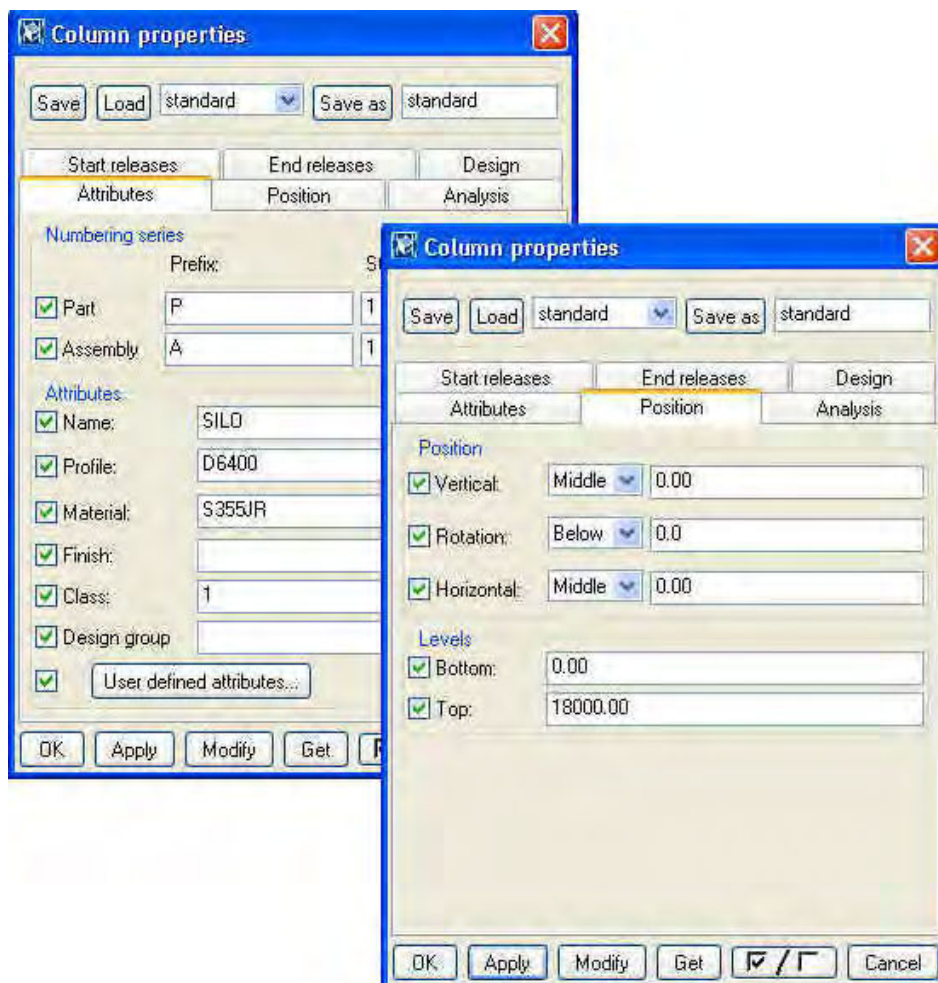 Column properties
Save Load standard Save as standard
Start releases End releases Design
Attributes Position Analysis
Numbering series
Prefix:
Part P 1
Assembly A 1
Attributes
Name: SILO
Profile: D6400
Material: S355JR
Finish:
Class: 1
Design group
User defined attributes...
OK Apply Modify Get
Column properties
Save Load standard Save as standard
Start releases End releases Design
Attributes Position Analysis
Position
Vertical: Middle 0.00
Rotation: Below 0.0
Horizontal: Middle 0.00
Levels
Bottom: 0.00
Top: 18000.00
OK Apply Modify Get / Cancel